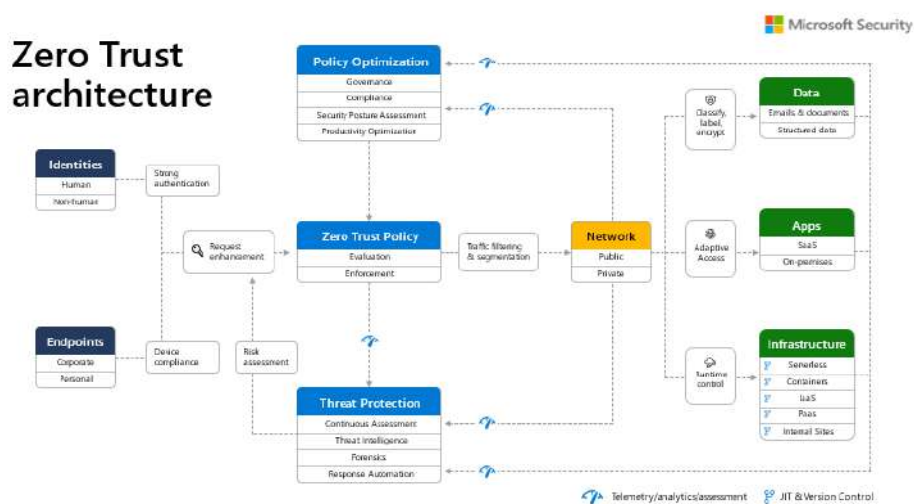 Microsoft Security
Zero Trust
architecture
Policy Optimization
Governance
Compliance
Security Posture Assessment
Productivity Optimization
Identities
Human
Non-human
Strong
authentication
Request
enhancement
Zero Trust Policy
Evaluation
Enforcement
Traffic filtering
& segmentation
Network
Public
Private
Classify,
label,
encrypt
Data
Emails & documents
Structured data
Adaptive
Access
Apps
SaaS
On-premises
Endpoints
Corporate
Personal
Device
compliance
Risk
assessment
Threat Protection
Continuous Assessment
Threat Intelligence
Forensics
Response Automation
Runtime
control
Infrastructure
Serverless
Containers
IaaS
PaaS
Internal Sites
Telemetry/analytics/assessment
JIT & Version Control